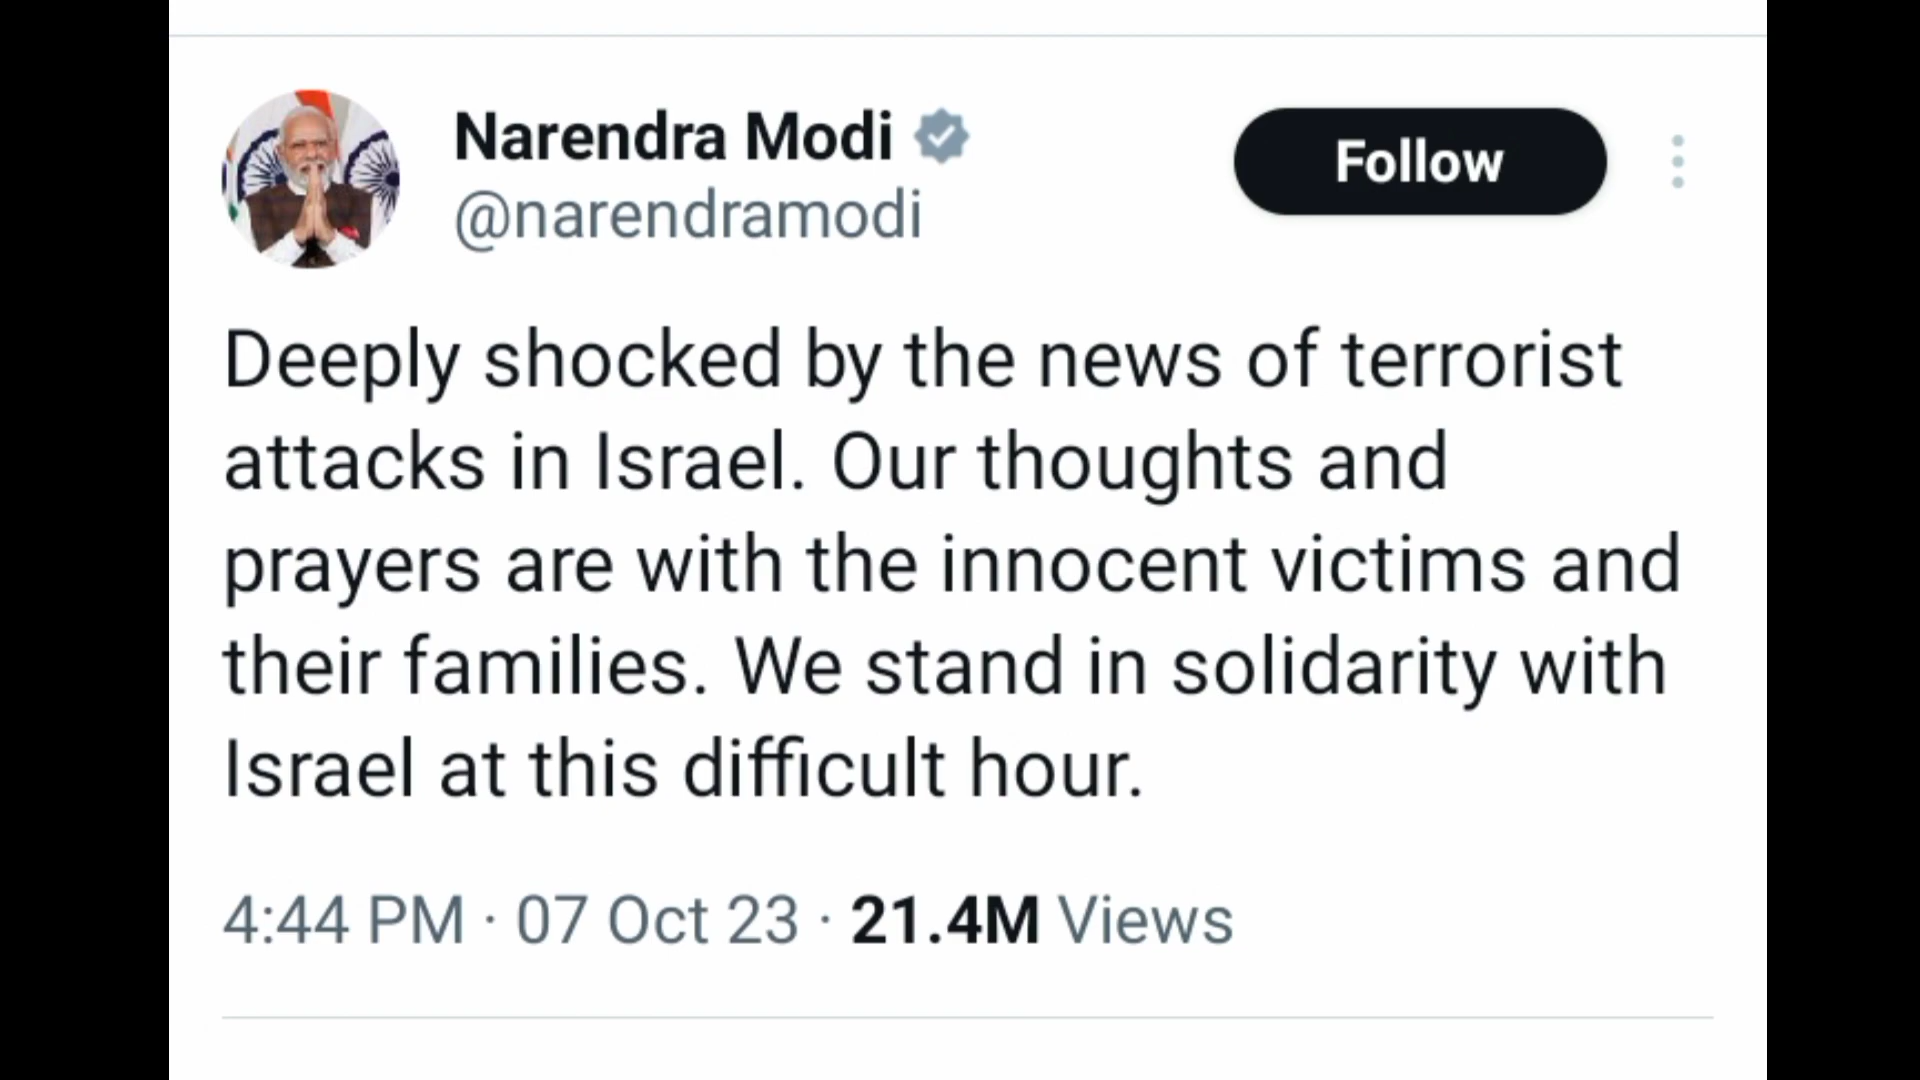 Narendra Modi
@narendramodi
Follow
Deeply shocked by the news of terrorist
attacks in Israel. Our thoughts and
prayers are with the innocent victims and
their families. We stand in solidarity with
Israel at this difficult hour.
4:44 PM · 07 Oct 23 · 21.4M Views